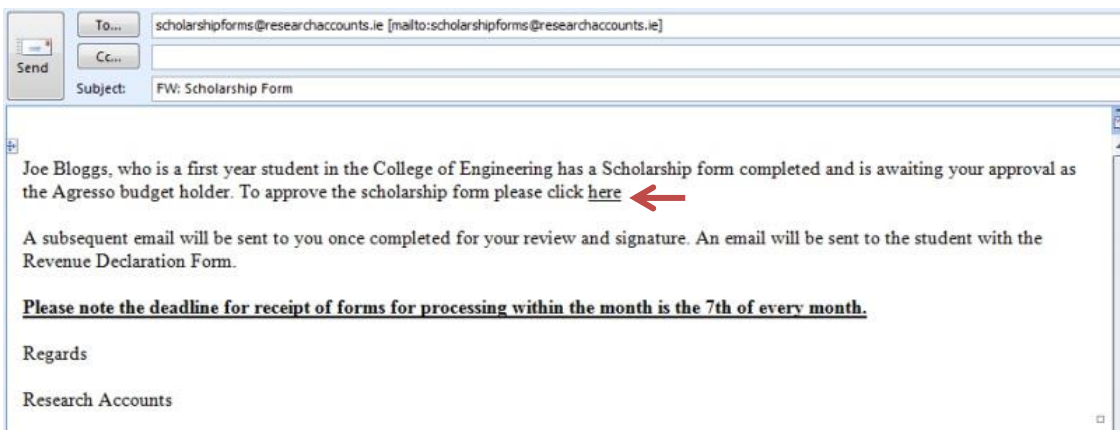 To...
scholarshipforms@researchaccounts.ie [mailto:scholarshipforms@researchaccounts.ie]
Cc...
Send
Subject:
FW: Scholarship Form
Joe Bloggs, who is a first year student in the College of Engineering has a Scholarship form completed and is awaiting your approval as
the Agresso budget holder. To approve the scholarship form please click here
A subsequent email will be sent to you once completed for your review and signature. An email will be sent to the student with the
Revenue Declaration Form.
Please note the deadline for receipt of forms for processing within the month is the 7th of every month.
Regards
Research Accounts